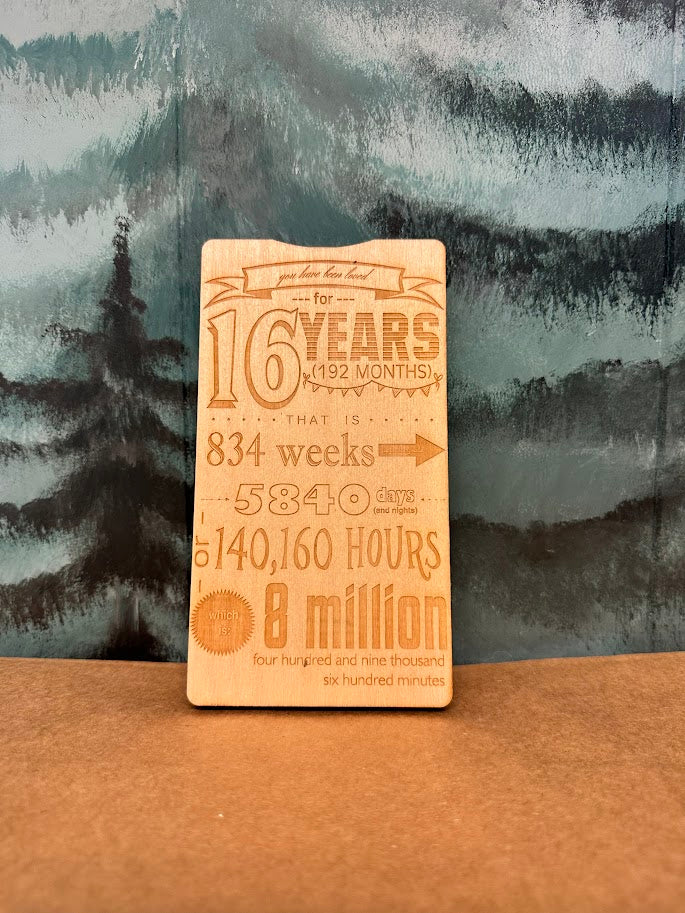 you have been loved
--- for ---
16 YEARS
(192 MONTHS)
THAT IS
834 weeks
5840 days
(and nights)
- or -
140,160 HOURS
which
is:
8 million
four hundred and nine thousand
six hundred minutes